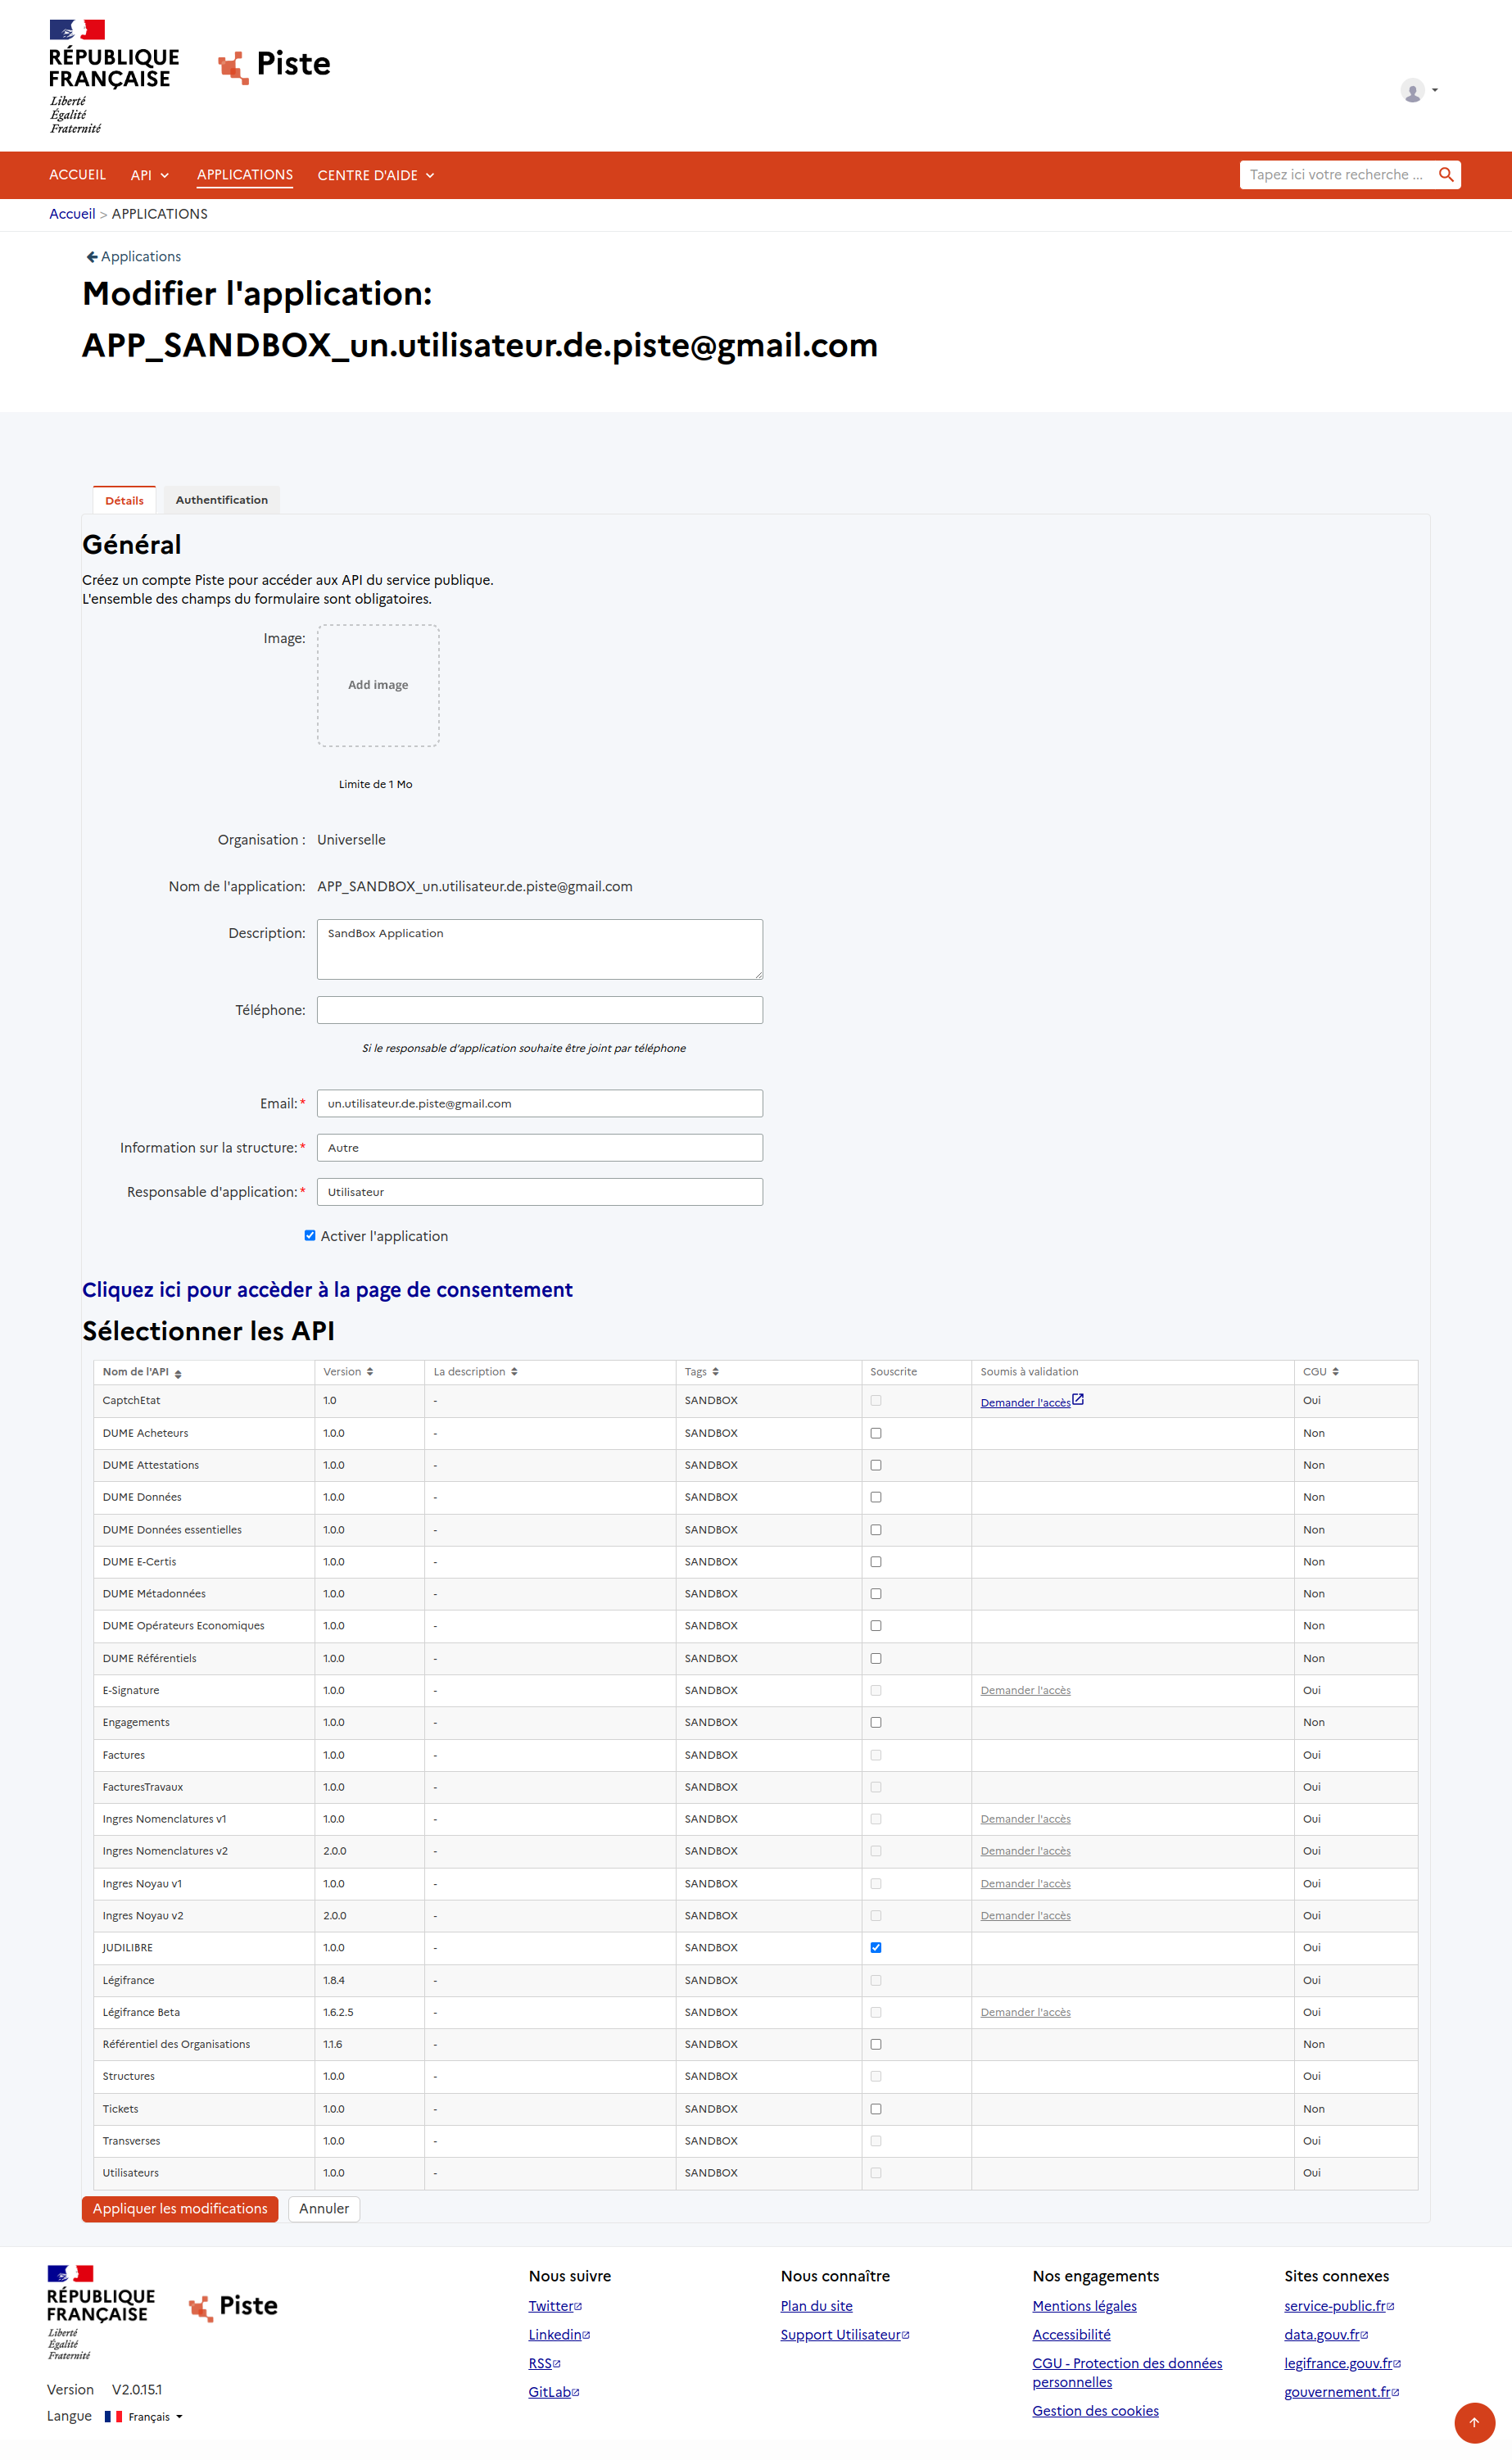 RÉPUBLIQUE
FRANÇAISE
Liberté
Égalité
Fraternité
Piste
ACCUEIL API APPLICATIONS CENTRE D'AIDE Tapez ici votre recherche ...
Accueil > APPLICATIONS
Applications
Modifier l'application:
APP_SANDBOX_un.utilisateur.de.piste@gmail.com
Détails Authentification
Général
Créez un compte Piste pour accéder aux API du service publique.
L'ensemble des champs du formulaire sont obligatoires.
Image:
Add image
Limite de 1 Mo
Organisation : Universelle
Nom de l'application: APP_SANDBOX_un.utilisateur.de.piste@gmail.com
Description: SandBox Application
Téléphone:
Si le responsable d'application souhaite être joint par téléphone
Email:* un.utilisateur.de.piste@gmail.com
Information sur la structure:* Autre
Responsable d'application:* Utilisateur
Activer l'application
Cliquez ici pour accèder à la page de consentement
Sélectionner les API
Nom de l'API Version La description Tags Souscrite Soumis à validation CGU
CaptchEtat 1.0 - SANDBOX Demander l'accès Oui
DUME Acheteurs 1.0.0 - SANDBOX Non
DUME Attestations 1.0.0 - SANDBOX Non
DUME Données 1.0.0 - SANDBOX Non
DUME Données essentielles 1.0.0 - SANDBOX Non
DUME E-Certis 1.0.0 - SANDBOX Non
DUME Métadonnées 1.0.0 - SANDBOX Non
DUME Opérateurs Economiques 1.0.0 - SANDBOX Non
DUME Référentiels 1.0.0 - SANDBOX Non
E-Signature 1.0.0 - SANDBOX Demander l'accès Oui
Engagements 1.0.0 - SANDBOX Non
Factures 1.0.0 - SANDBOX Oui
FacturesTravaux 1.0.0 - SANDBOX Oui
Ingres Nomenclatures v1 1.0.0 - SANDBOX Demander l'accès Oui
Ingres Nomenclatures v2 2.0.0 - SANDBOX Demander l'accès Oui
Ingres Noyau v1 1.0.0 - SANDBOX Demander l'accès Oui
Ingres Noyau v2 2.0.0 - SANDBOX Demander l'accès Oui
JUDILIBRE 1.0.0 - SANDBOX Oui
Légifrance 1.8.4 - SANDBOX Oui
Légifrance Beta 1.6.2.5 - SANDBOX Demander l'accès Oui
Référentiel des Organisations 1.1.6 - SANDBOX Non
Structures 1.0.0 - SANDBOX Oui
Tickets 1.0.0 - SANDBOX Non
Transverses 1.0.0 - SANDBOX Oui
Utilisateurs 1.0.0 - SANDBOX Oui
Appliquer les modifications Annuler
RÉPUBLIQUE
FRANÇAISE
Liberté
Égalité
Fraternité
Piste
Version V2.0.15.1
Langue Français
Nous suivre
Twitter
Linkedin
RSS
GitLab
Nous connaître
Plan du site
Support Utilisateur
Nos engagements
Mentions légales
Accessibilité
CGU - Protection des données
personnelles
Gestion des cookies
Sites connexes
service-public.fr
data.gouv.fr
legifrance.gouv.fr
gouvernement.fr